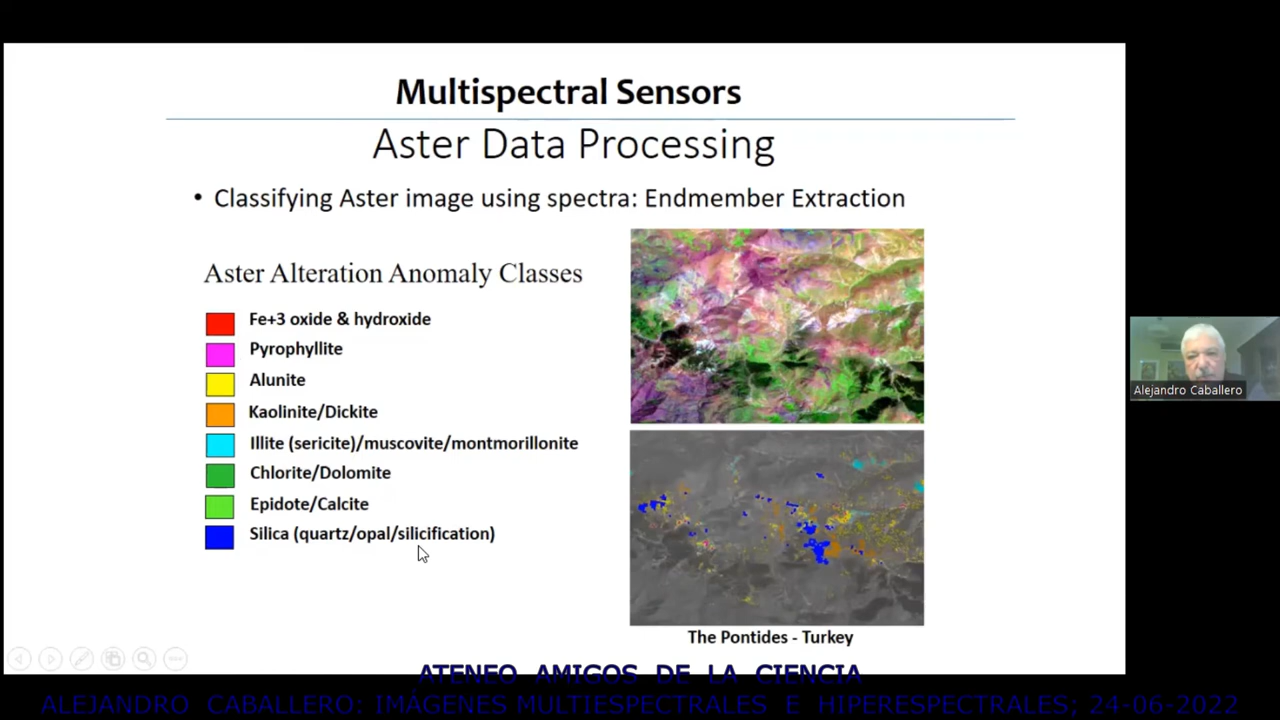 Multispectral Sensors
Aster Data Processing
• Classifying Aster image using spectra: Endmember Extraction
Aster Alteration Anomaly Classes
Fe+3 oxide & hydroxide
Pyrophyllite
Alunite
Kaolinite/Dickite
Illite (sericite)/muscovite/montmorillonite
Chlorite/Dolomite
Epidote/Calcite
Silica (quartz/opal/silicification)
The Pontides - Turkey
Alejandro Caballero
ATENEO AMIGOS DE LA CIENCIA
ALEJANDRO CABALLERO: IMÁGENES MULTIESPECTRALES E HIPERESPECTRALES; 24-06-2022